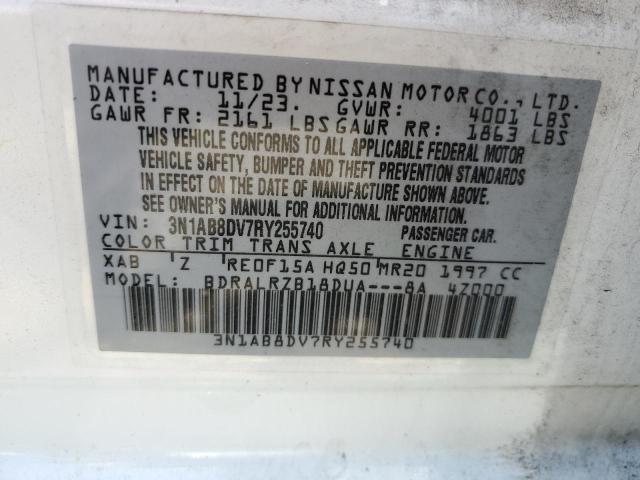 MANUFACTURED BY NISSAN MOTOR CO., LTD.
DATE: 11/23. GVWR: 4001 LBS
GAWR FR: 2161 LBS GAWR RR: 1863 LBS
THIS VEHICLE CONFORMS TO ALL APPLICABLE FEDERAL MOTOR
VEHICLE SAFETY, BUMPER AND THEFT PREVENTION STANDARDS
IN EFFECT ON THE DATE OF MANUFACTURE SHOWN ABOVE.
SEE OWNER'S MANUAL FOR ADDITIONAL INFORMATION.
VIN: 3N1AB8DV7RY255740 PASSENGER CAR.
COLOR TRIM TRANS AXLE ENGINE
XAB Z RE0F15A HQ50 MR20 1997 CC
MODEL: BDRALRZB18DUA---8A 4Z000
3N1AB8DV7RY255740